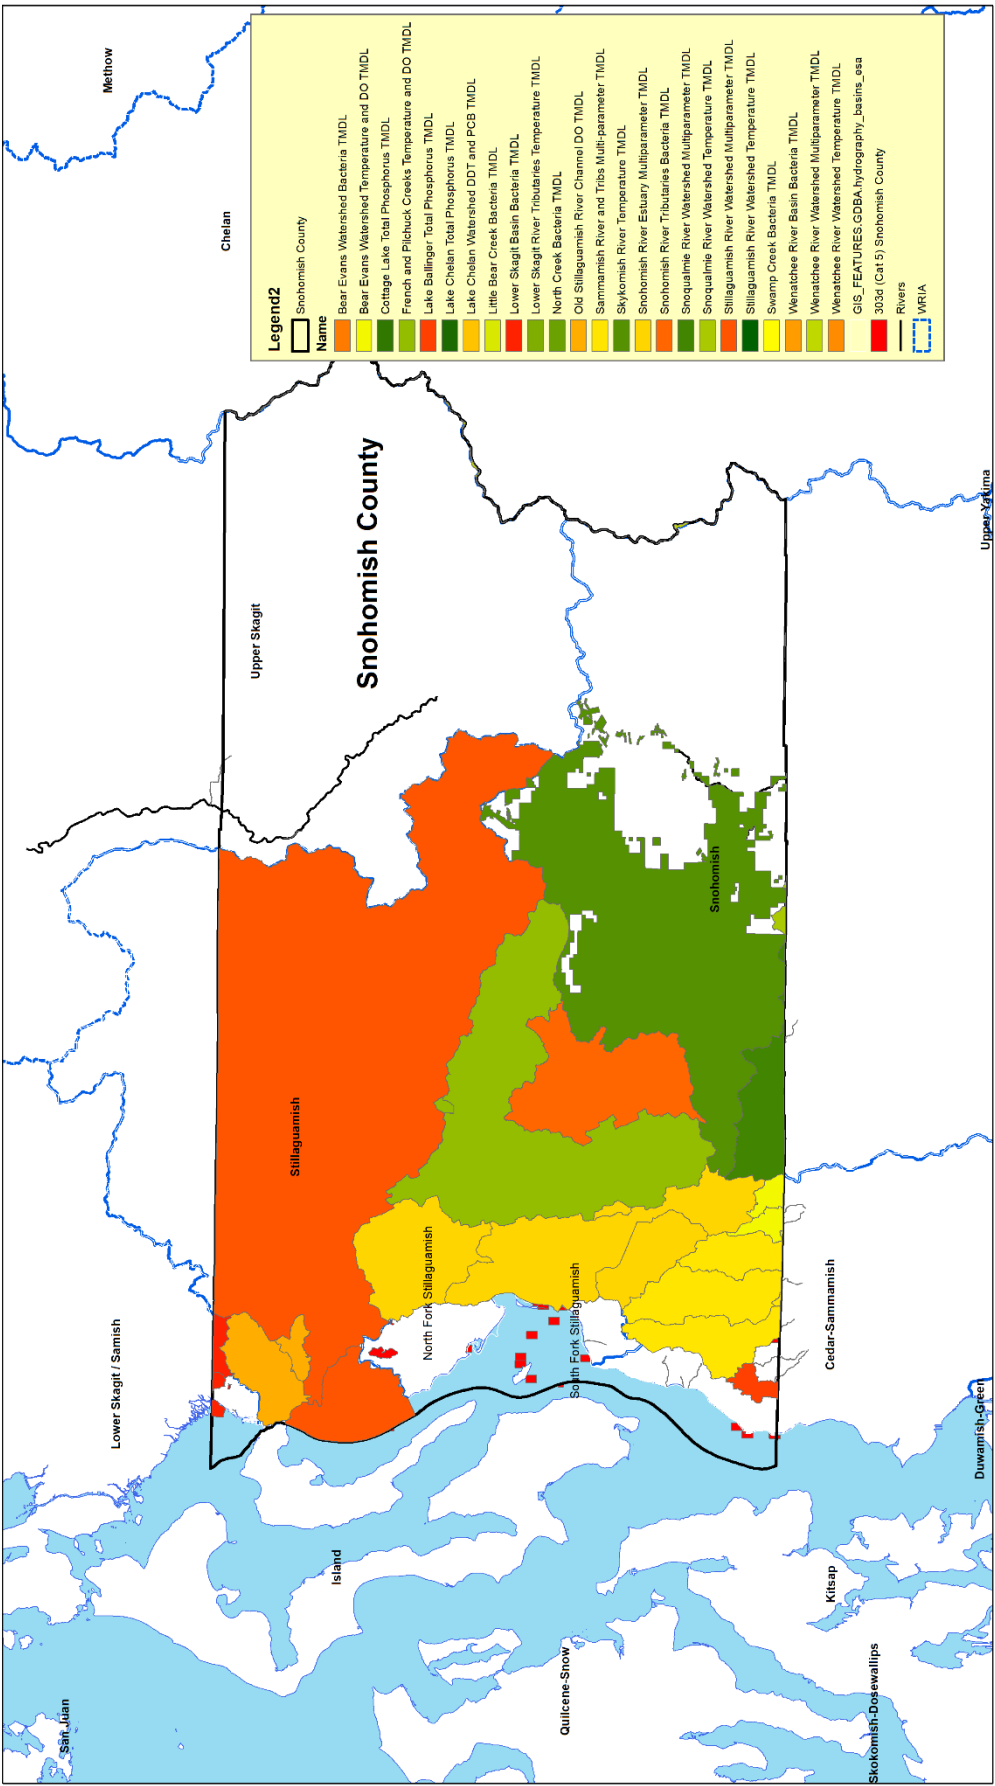 Methow
Chelan
Upper Skagit
Snohomish County
Upper Yakima
Lower Skagit / Samish
Stillaguamish
North Fork Stillaguamish
South Fork Stillaguamish
Snohomish
Cedar-Sammamish
Duwamish-Green
San Juan
Island
Quilcene-Snow
Kitsap
Skokomish-Dosewallips
Legend2
Snohomish County
Name
Bear Evans Watershed Bacteria TMDL
Bear Evans Watershed Temperature and DO TMDL
Cottage Lake Total Phosphorus TMDL
French and Pilchuck Creeks Temperature and DO TMDL
Lake Ballinger Total Phosphorus TMDL
Lake Chelan Total Phosphorus TMDL
Lake Chelan Watershed DDT and PCB TMDL
Little Bear Creek Bacteria TMDL
Lower Skagit Basin Bacteria TMDL
Lower Skagit River Tributaries Temperature TMDL
North Creek Bacteria TMDL
Old Stillaguamish River Channel DO TMDL
Sammamish River and Tribs Multi-parameter TMDL
Skykomish River Temperature TMDL
Snohomish River Estuary Multiparameter TMDL
Snohomish River Tributaries Bacteria TMDL
Snoqualmie River Watershed Multiparameter TMDL
Snoqualmie River Watershed Temperature TMDL
Stillaguamish River Watershed Multiparameter TMDL
Stillaguamish River Watershed Temperature TMDL
Swamp Creek Bacteria TMDL
Wenatchee River Basin Bacteria TMDL
Wenatchee River Watershed Multiparameter TMDL
Wenatchee River Watershed Temperature TMDL
GIS_FEATURES.GDBA.hydrography_basins_esa
303d (Cat 5) Snohomish County
Rivers
WRIA